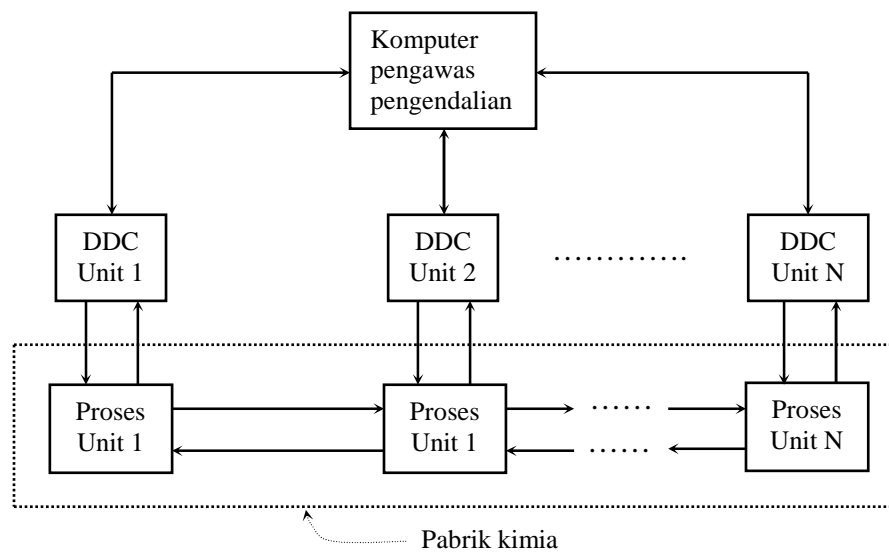 Komputer
pengawas
pengendalian
DDC
Unit 1
DDC
Unit 2
.............
DDC
Unit N
Proses
Unit 1
Proses
Unit 1
......
......
Proses
Unit N
Pabrik kimia